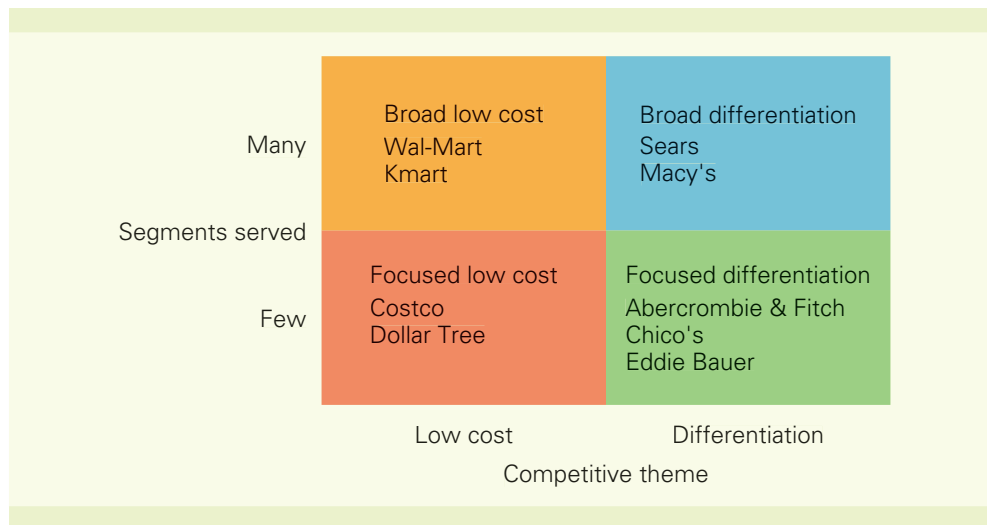 Many
Segments served
Few
Broad low cost
Wal-Mart
Kmart
Broad differentiation
Sears
Macy's
Focused low cost
Costco
Dollar Tree
Focused differentiation
Abercrombie & Fitch
Chico's
Eddie Bauer
Low cost
Differentiation
Competitive theme